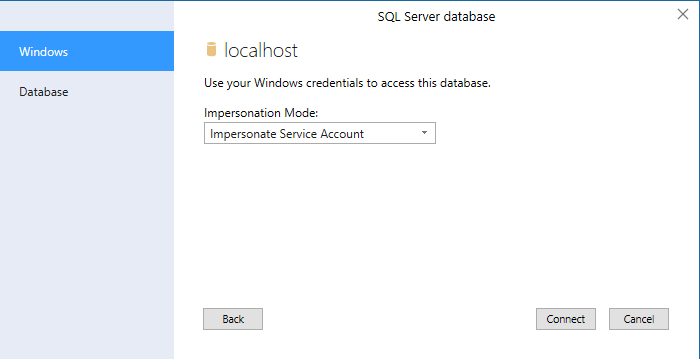 SQL Server database
Windows
Database
localhost
Use your Windows credentials to access this database.
Impersonation Mode:
Impersonate Service Account
Back
Connect
Cancel